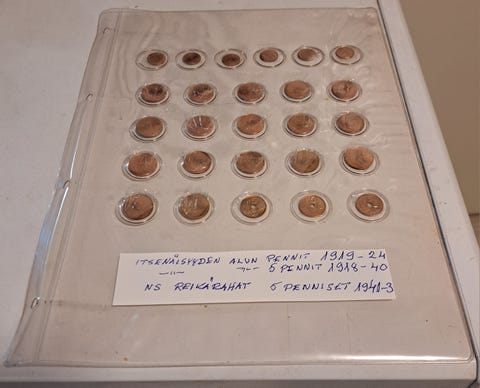 ITSENÄISYYDEN ALUN PENNIT 1919-24
—"— —"— 5 PENNIT 1918-40
NS REIKÄRAHAT 5 PENNISET 1941-3